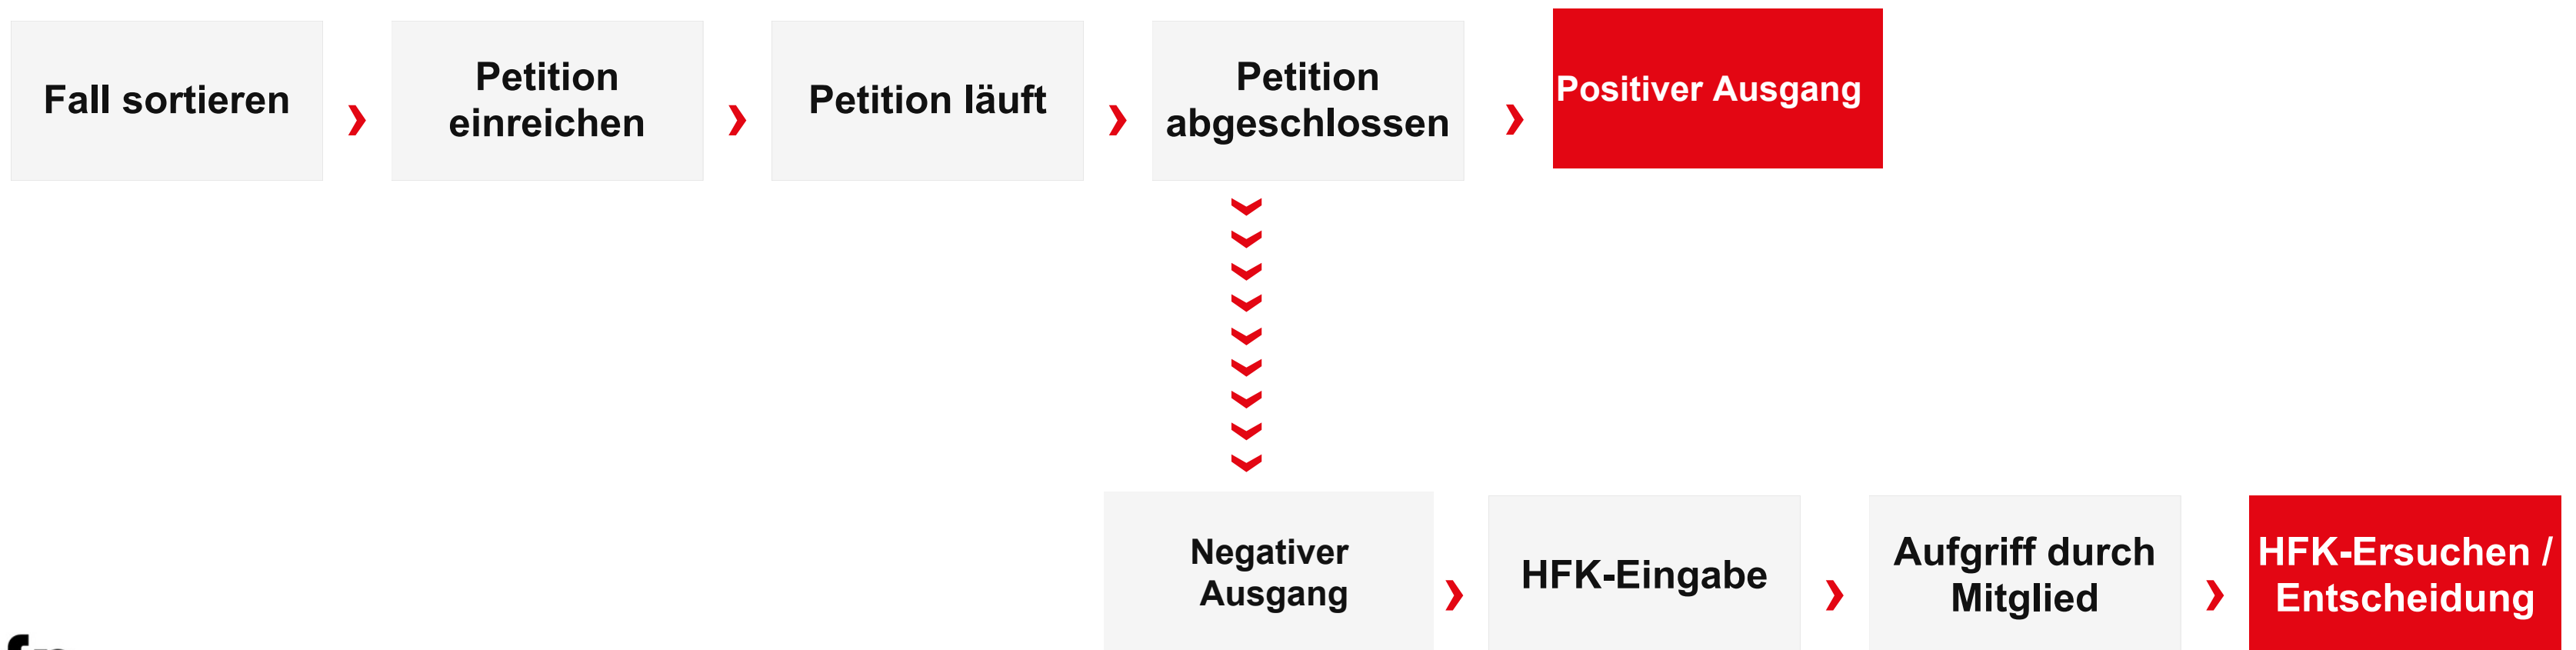 Fall sortieren
Petition
einreichen
Petition läuft
Petition
abgeschlossen
Positiver Ausgang
Negativer
Ausgang
HFK-Eingabe
Aufgriff durch
Mitglied
HFK-Ersuchen /
Entscheidung